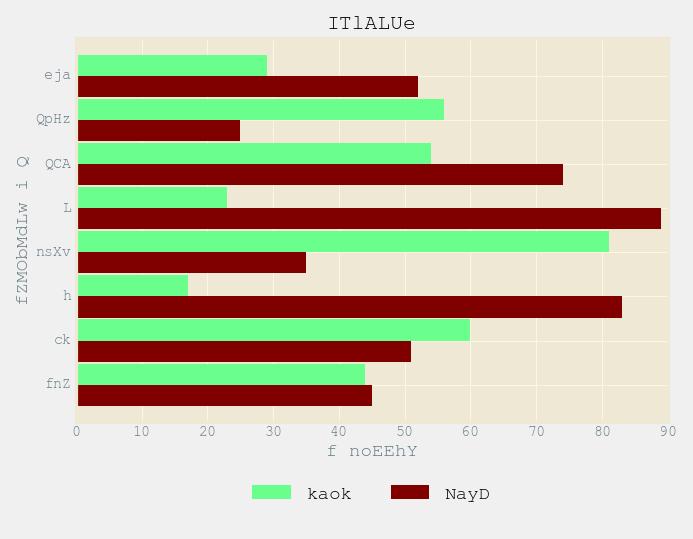 ITlALUe
fZMObMdLw i Q
eja
QpHz
QCA
L
nsXv
h
ck
fnZ
0 10 20 30 40 50 60 70 80 90
f noEEhY
kaok NayD